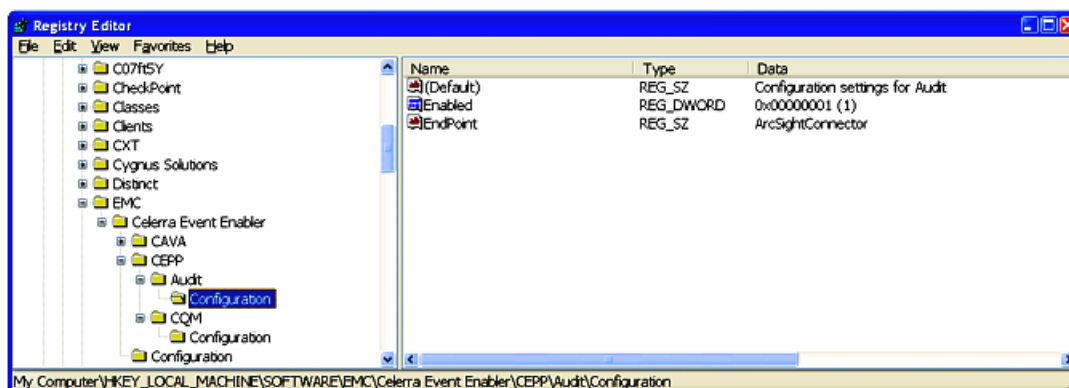 Registry Editor
File Edit View Favorites Help
C07ft5Y
CheckPoint
Classes
Clients
CXT
Cygnus Solutions
Distinct
EMC
Celerra Event Enabler
CAVA
CEPP
Audit
Configuration
CQM
Configuration
Configuration
Name Type Data
(Default) REG_SZ Configuration settings for Audit
Enabled REG_DWORD 0x00000001 (1)
EndPoint REG_SZ ArcSightConnector
My Computer\HKEY_LOCAL_MACHINE\SOFTWARE\EMC\Celerra Event Enabler\CEPP\Audit\Configuration